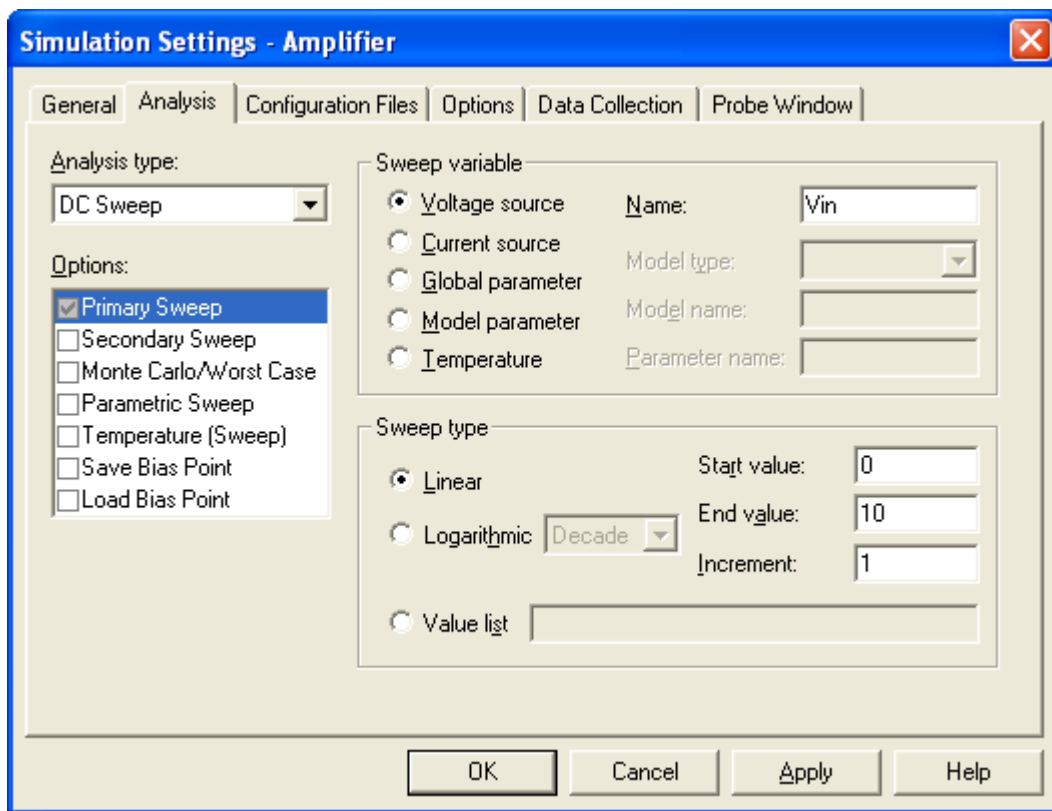 Simulation Settings - Amplifier
General Analysis Configuration Files Options Data Collection Probe Window
Analysis type:
DC Sweep
Options:
Primary Sweep
Secondary Sweep
Monte Carlo/Worst Case
Parametric Sweep
Temperature (Sweep)
Save Bias Point
Load Bias Point
Sweep variable
Voltage source
Current source
Global parameter
Model parameter
Temperature
Name: Vin
Model type:
Model name:
Parameter name:
Sweep type
Linear
Logarithmic Decade
Value list
Start value: 0
End value: 10
Increment: 1
OK Cancel Apply Help